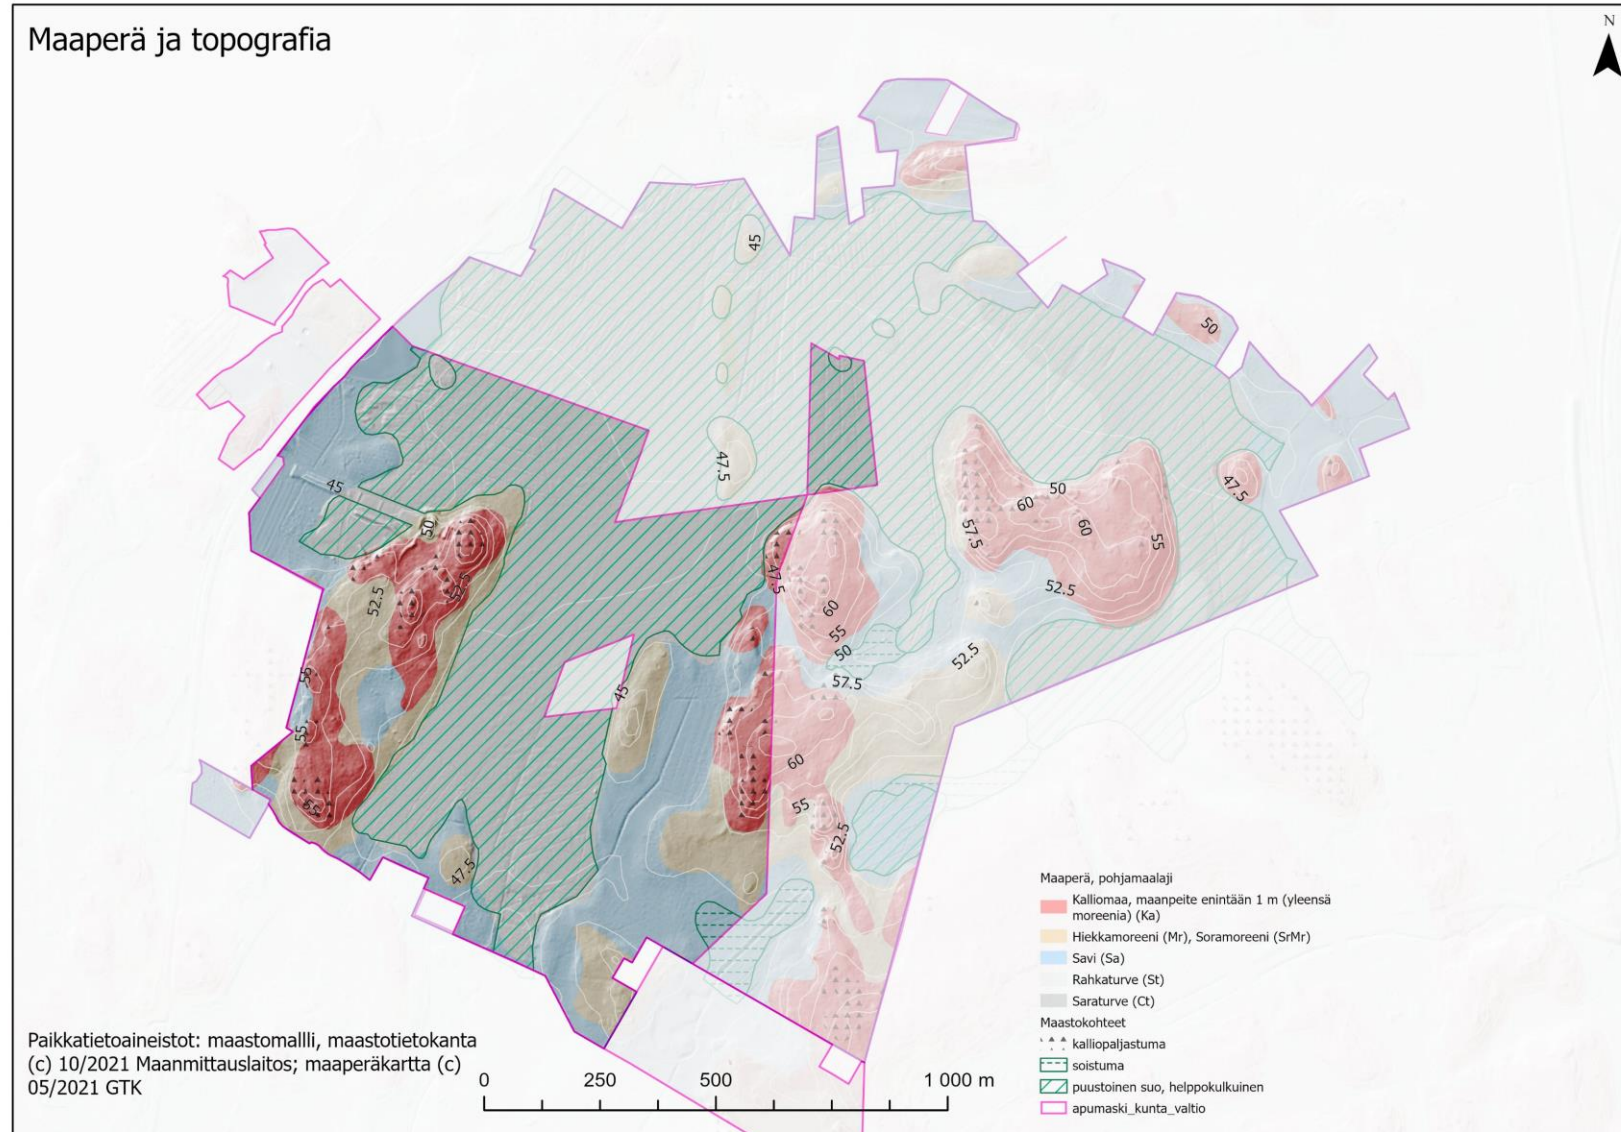 Maaperä ja topografia
N
45
50
47.5
45
50
57.5
60
50
60
55
47.5
52.5
52.5
47.5
60
55
50
57.5
52.5
52.5
55
45
55
60
55
52.5
55
47.5
Maaperä, pohjamaalaji
Kalliomaa, maanpeite enintään 1 m (yleensä
moreenia) (Ka)
Hiekkamoreeni (Mr), Soramoreeni (SrMr)
Savi (Sa)
Rahkaturve (St)
Saraturve (Ct)
Maastokohteet
kalliopaljastuma
soistuma
puustoinen suo, helppokulkuinen
apumaski_kunta_valtio
Paikkatietoaineistot: maastomallli, maastotietokanta
(c) 10/2021 Maanmittauslaitos; maaperäkartta (c)
05/2021 GTK
0 250 500 1 000 m